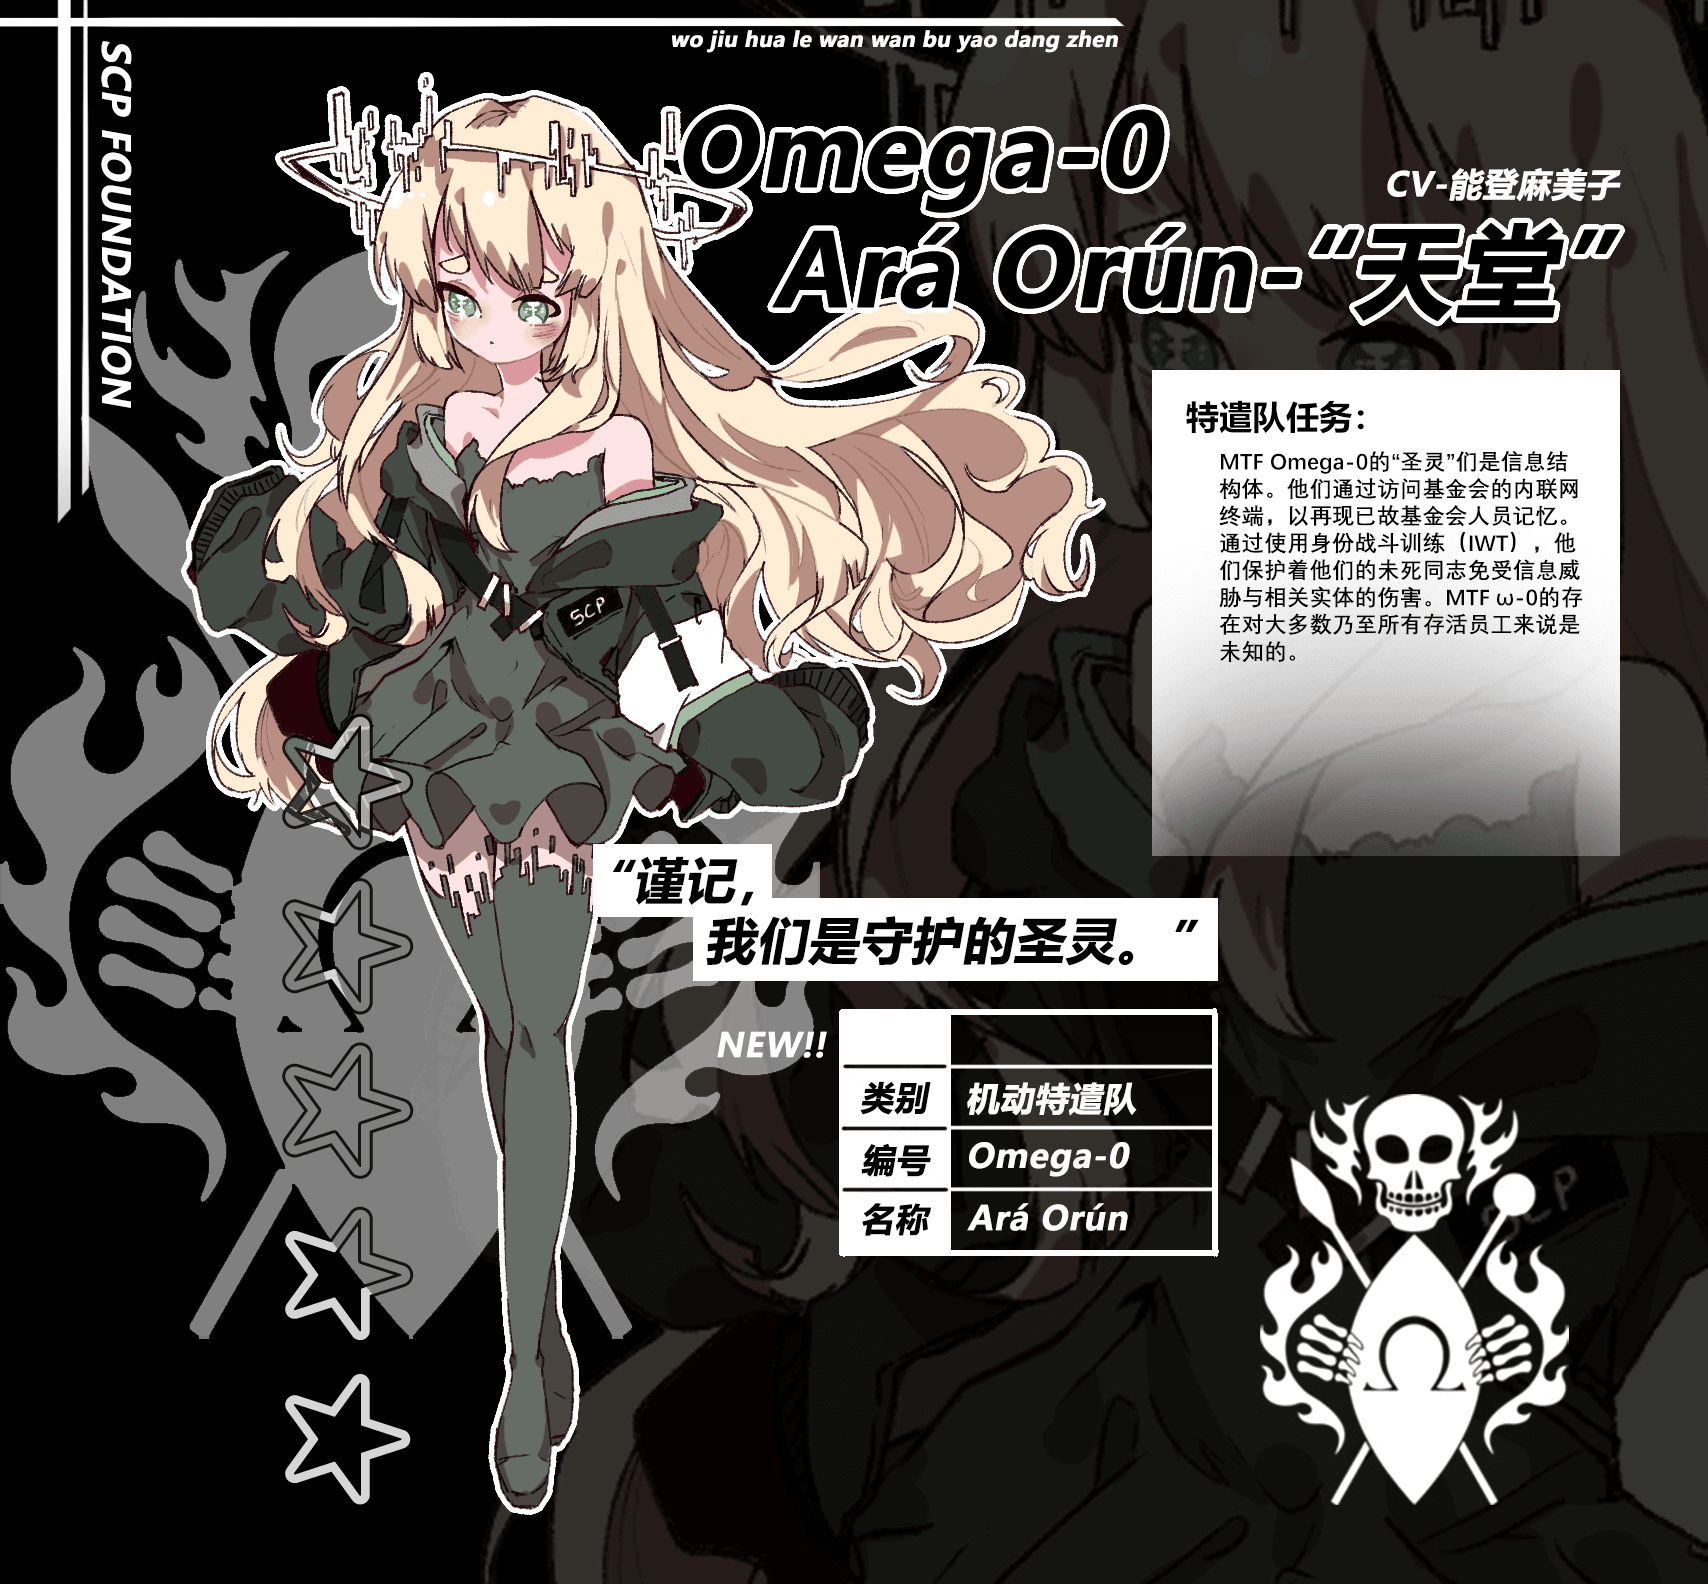 wo jiu hua le wan wan bu yao dang zhen
SCP FOUNDATION
Omega-0
CV-能登麻美子
Ará Orún-“天堂”
特遣队任务：
MTF Omega-0的“圣灵”们是信息结
构体。他们通过访问基金会的内联网
终端，以再现已故基金会人员记忆。
通过使用身份战斗训练（IWT），他
们保护着他们的未死同志免受信息威
胁与相关实体的伤害。MTF ω-0的存
在对大多数乃至所有存活员工来说是
未知的。
SCP
“谨记，
我们是守护的圣灵。”
NEW!!
类别 机动特遣队
编号 Omega-0
名称 Ará Orún
SCP
Ω